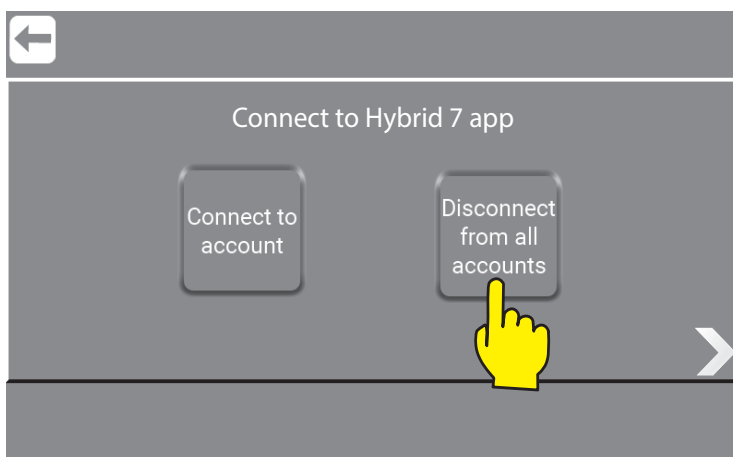 Connect to Hybrid 7 app
Connect to
account
Disconnect
from all
accounts